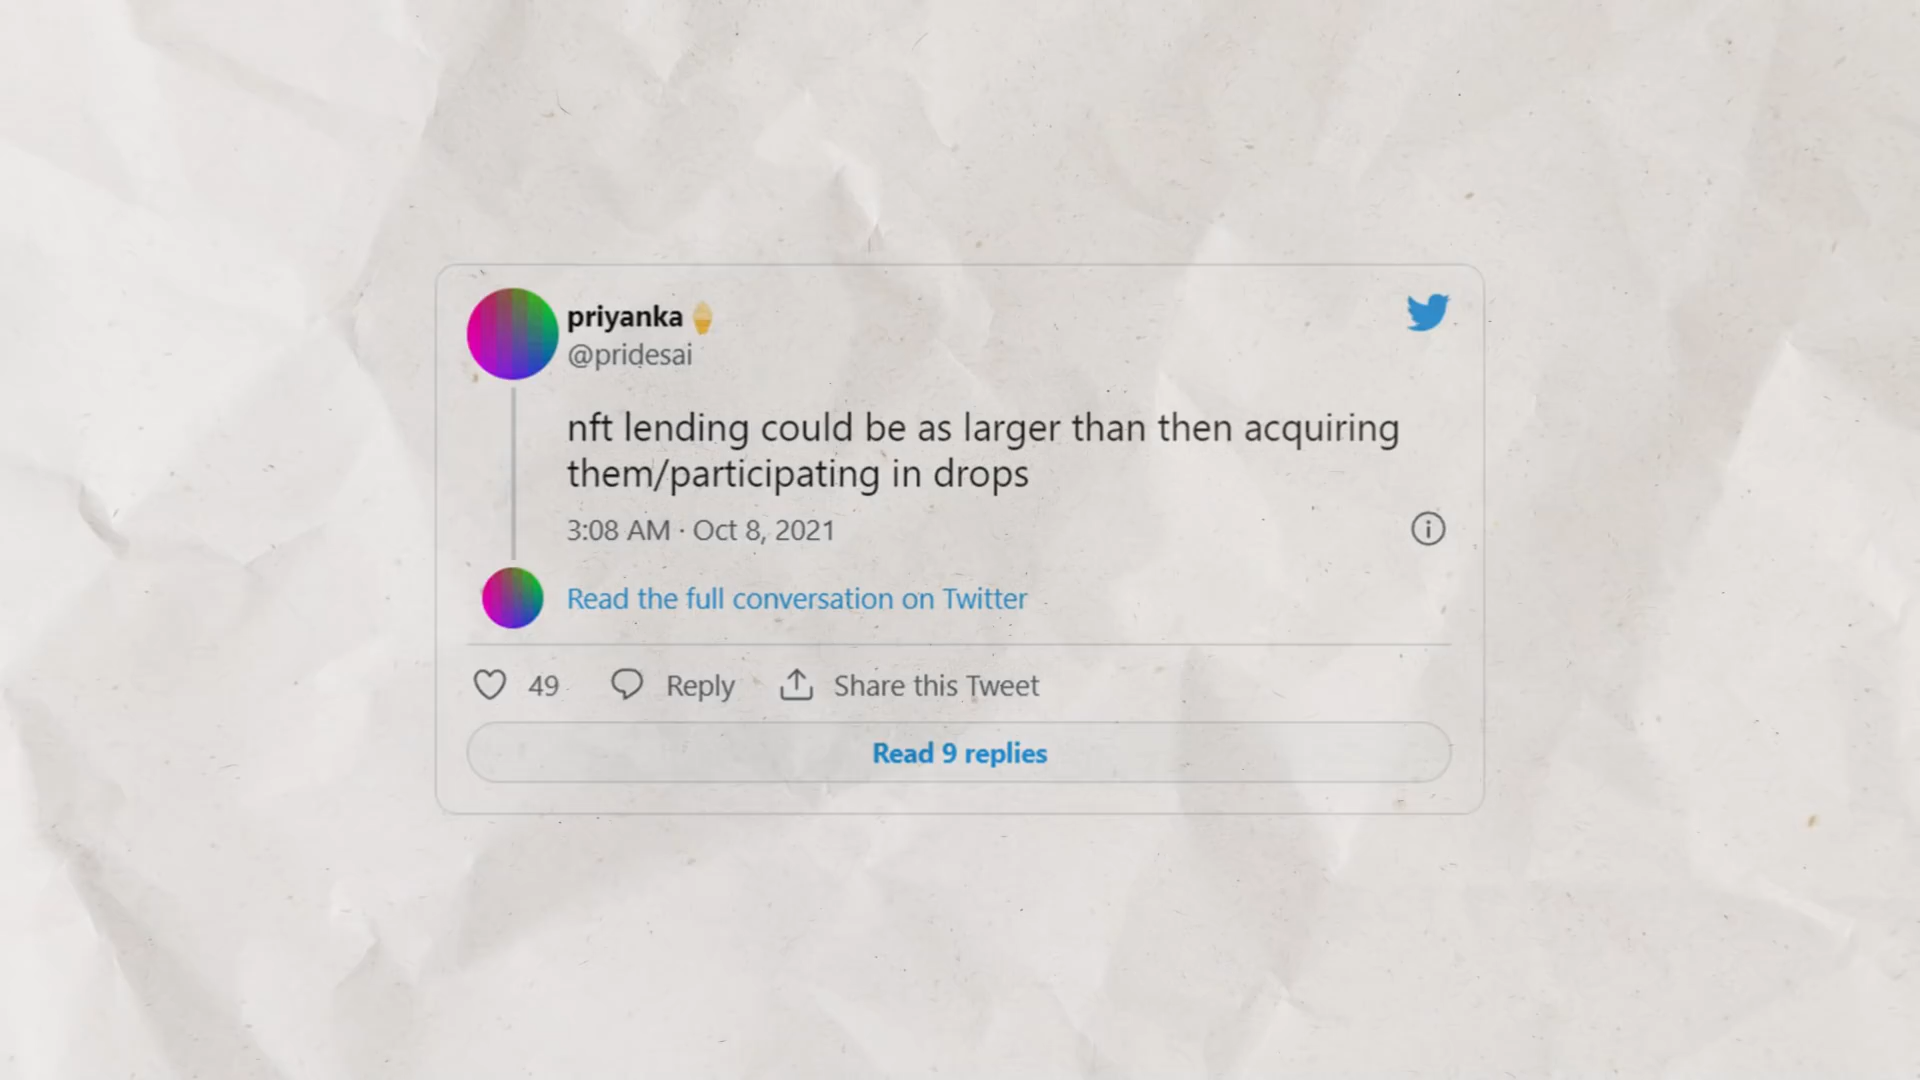 priyanka🍦
@pridesai
nft lending could be as larger than then acquiring
them/participating in drops
3:08 AM · Oct 8, 2021
Read the full conversation on Twitter
49 Reply Share this Tweet
Read 9 replies